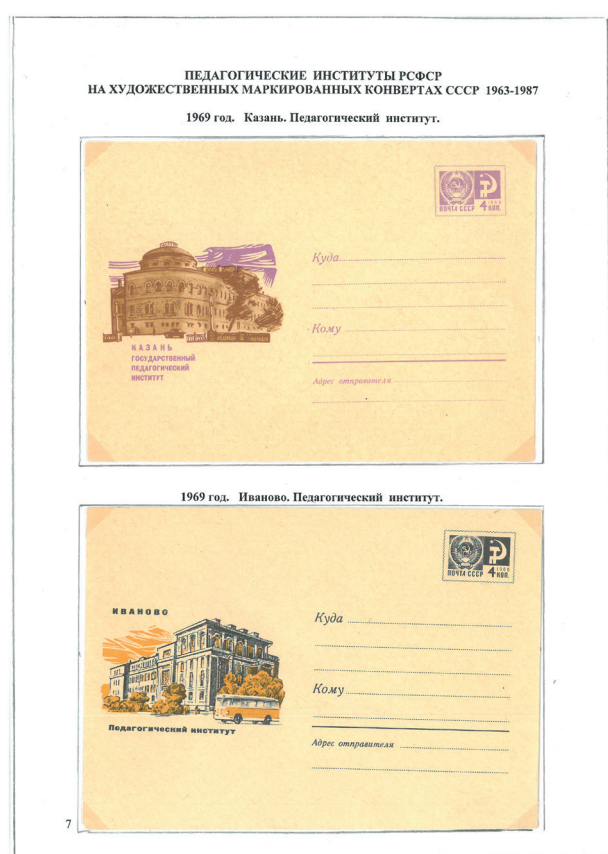 ПЕДАГОГИЧЕСКИЕ ИНСТИТУТЫ РСФСР
НА ХУДОЖЕСТВЕННЫХ МАРКИРОВАННЫХ КОНВЕРТАХ СССР 1963-1987
1969 год. Казань. Педагогический институт.
ПОЧТА СССР 4 1966 КОП.
Куда
Кому
КАЗАНЬ
ГОСУДАРСТВЕННЫЙ
ПЕДАГОГИЧЕСКИЙ
ИНСТИТУТ
Адрес отправителя
1969 год. Иваново. Педагогический институт.
ПОЧТА СССР 4 1966 КОП.
ИВАНОВО
Куда
Кому
Педагогический институт
Адрес отправителя
7